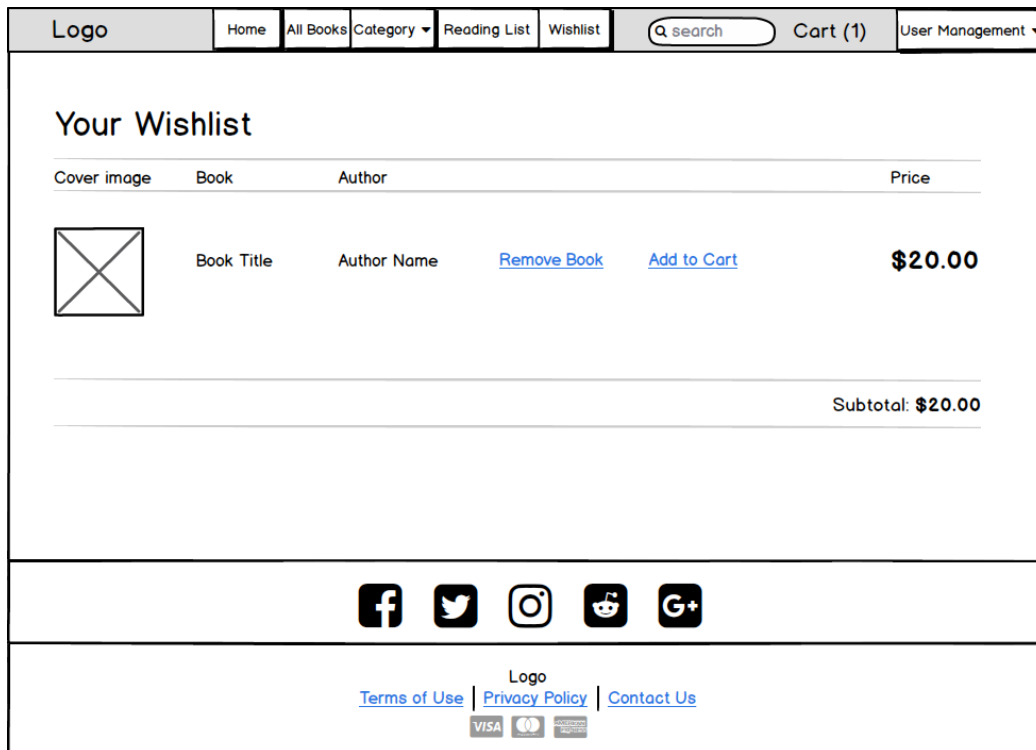 Logo Home All Books Category Reading List Wishlist search Cart (1) User Management
Your Wishlist
Cover image Book Author Price
Book Title Author Name Remove Book Add to Cart $20.00
Subtotal: $20.00
G+
Logo
Terms of Use Privacy Policy Contact Us
VISA